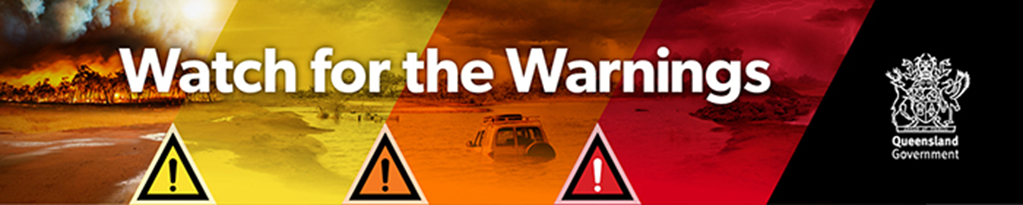 Watch for the Warnings
!
!
!
Queensland
Government